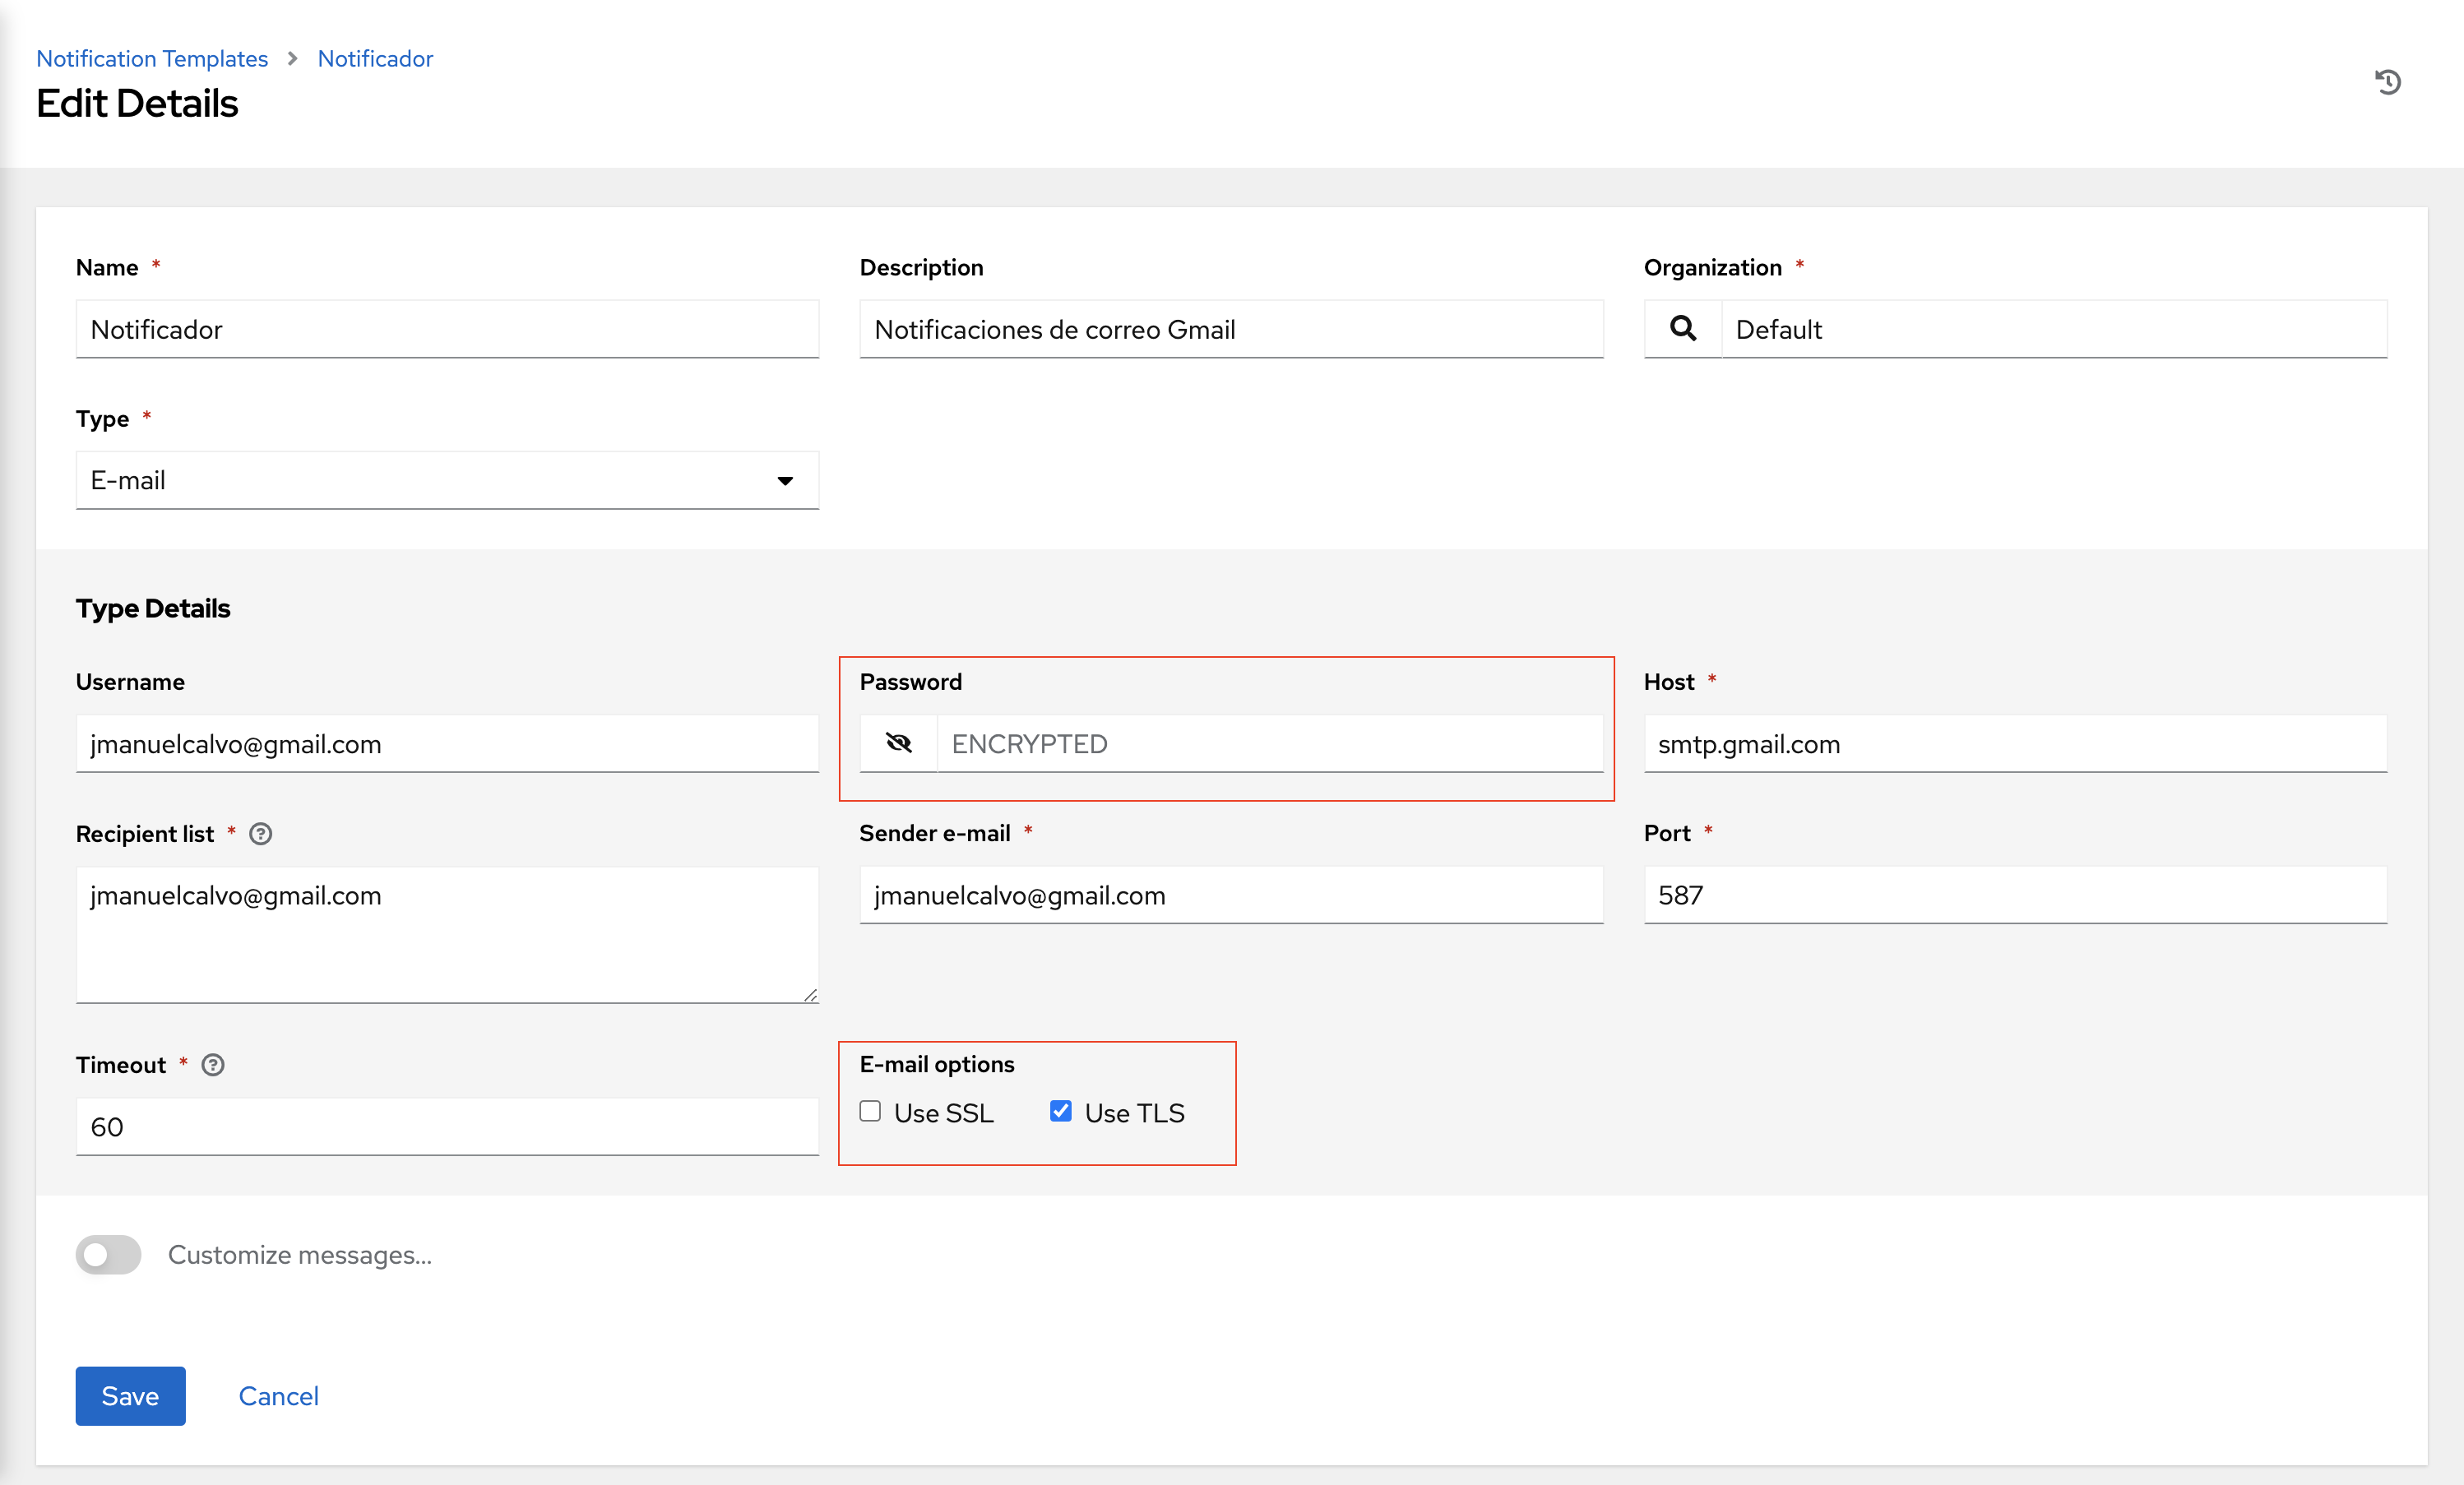 Notification Templates > Notificador
Edit Details
Name *
Description
Organization *
Notificador
Notificaciones de correo Gmail
Default
Type *
E-mail
Type Details
Username
Password
Host *
jmanuelcalvo@gmail.com
ENCRYPTED
smtp.gmail.com
Recipient list *
Sender e-mail *
Port *
jmanuelcalvo@gmail.com
jmanuelcalvo@gmail.com
587
Timeout *
E-mail options
60
Use SSL
Use TLS
Customize messages...
Save
Cancel